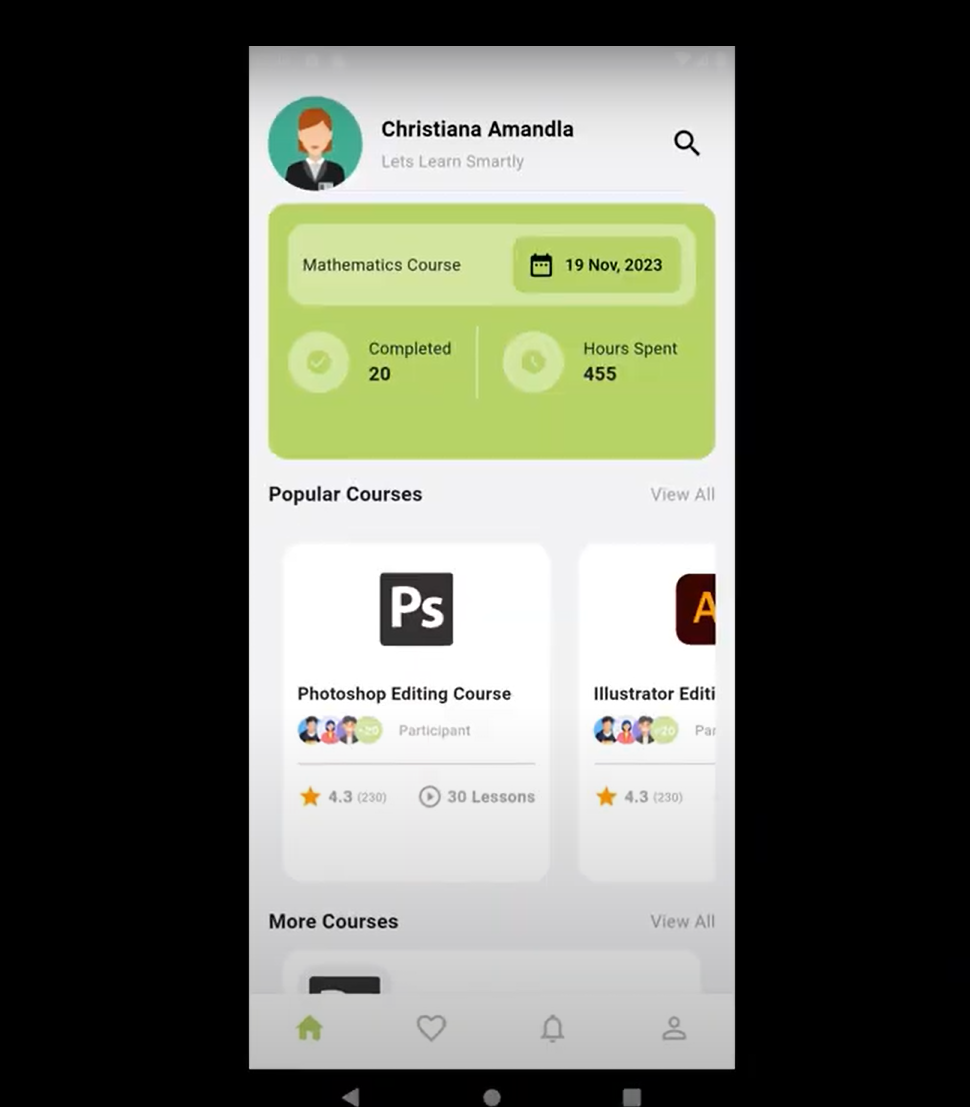 Christiana Amandla
Lets Learn Smartly
Mathematics Course
19 Nov, 2023
Completed
20
Hours Spent
455
Popular Courses
View All
Ps
A
Photoshop Editing Course
Illustrator Editi
+20
Participant
+20
Par
4.3 (230)
30 Lessons
4.3 (230)
More Courses
View All